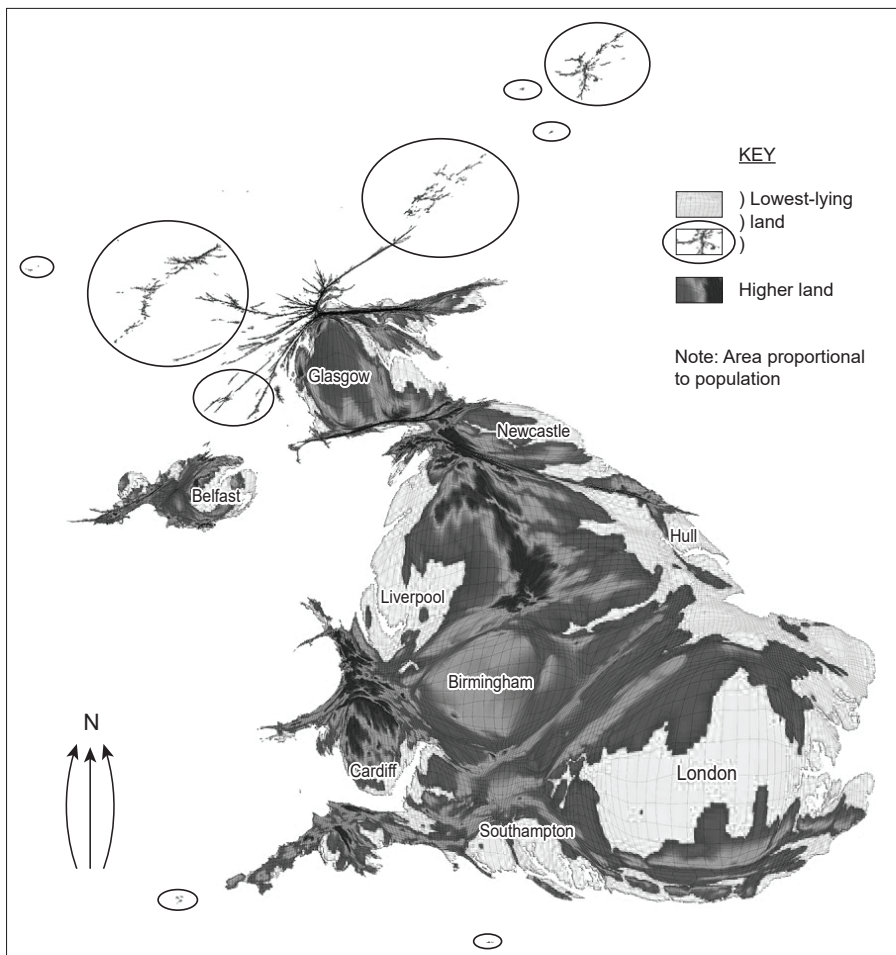 KEY
) Lowest-lying
) land
)
Higher land
Note: Area proportional
to population
Glasgow
Newcastle
Belfast
Hull
Liverpool
Birmingham
N
Cardiff
London
Southampton